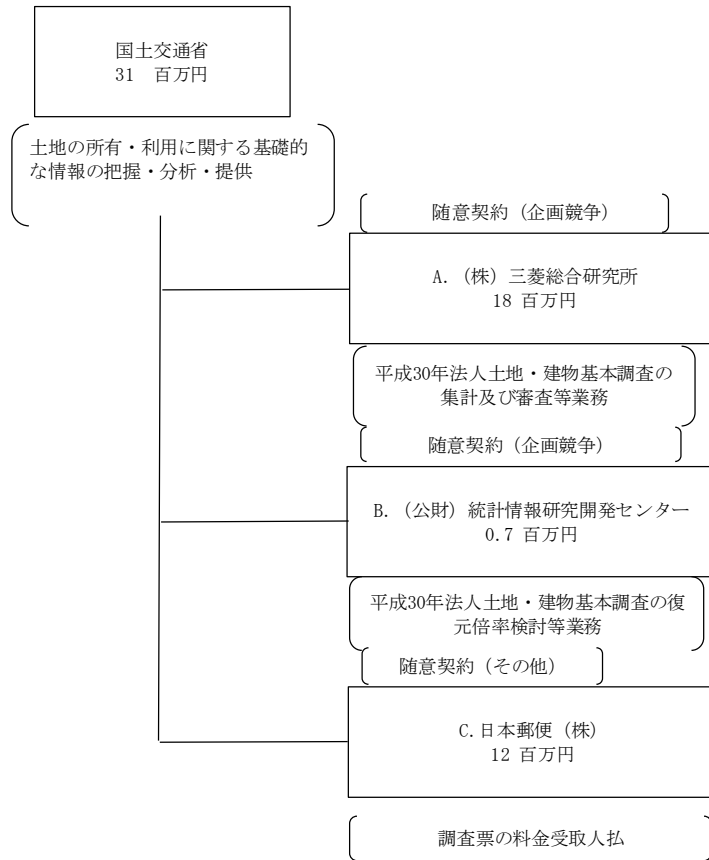 国土交通省
31　百万円
土地の所有・利用に関する基礎的
な情報の把握・分析・提供
随意契約（企画競争）
A.（株）三菱総合研究所
18 百万円
平成30年法人土地・建物基本調査の
集計及び審査等業務
随意契約（企画競争）
B.（公財）統計情報研究開発センター
0.7 百万円
平成30年法人土地・建物基本調査の復
元倍率検討等業務
随意契約（その他）
C.日本郵便（株）
12 百万円
調査票の料金受取人払